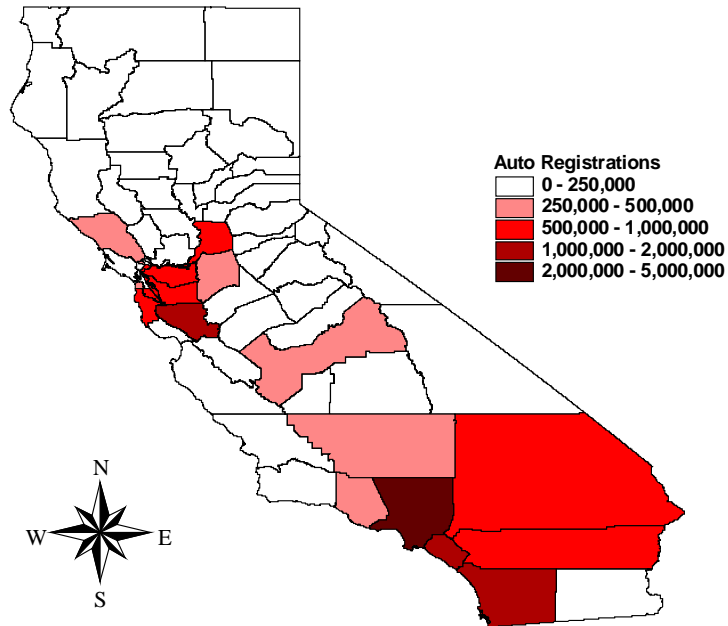 Auto Registrations
0 - 250,000
250,000 - 500,000
500,000 - 1,000,000
1,000,000 - 2,000,000
2,000,000 - 5,000,000
N
W E
S